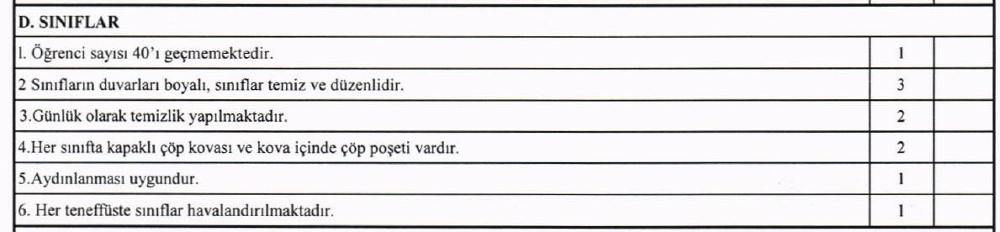 D. SINIFLAR
1. Öğrenci sayısı 40'ı geçmemektedir. 1
2 Sınıfların duvarları boyalı, sınıflar temiz ve düzenlidir. 3
3.Günlük olarak temizlik yapılmaktadır. 2
4.Her sınıfta kapaklı çöp kovası ve kova içinde çöp poşeti vardır. 2
5.Aydınlanması uygundur. 1
6. Her teneffüste sınıflar havalandırılmaktadır. 1